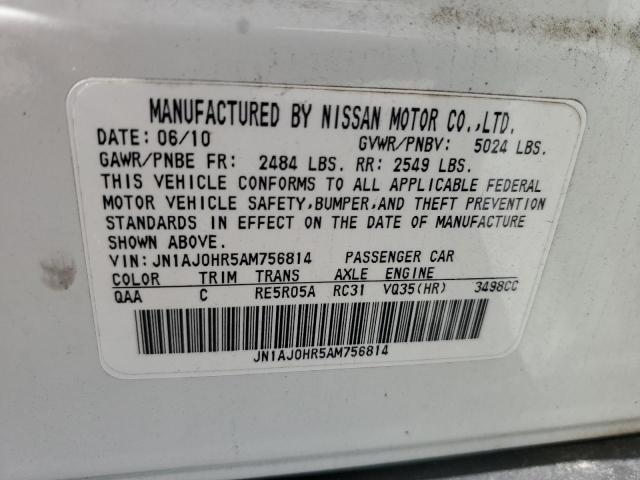 MANUFACTURED BY NISSAN MOTOR CO.,LTD.
DATE: 06/10 GVWR/PNBV: 5024 LBS.
GAWR/PNBE FR: 2484 LBS. RR: 2549 LBS.
THIS VEHICLE CONFORMS TO ALL APPLICABLE FEDERAL
MOTOR VEHICLE SAFETY,BUMPER,AND THEFT PREVENTION
STANDARDS IN EFFECT ON THE DATE OF MANUFACTURE
SHOWN ABOVE.
VIN: JN1AJ0HR5AM756814 PASSENGER CAR
COLOR TRIM TRANS AXLE ENGINE
QAA C RE5R05A RC31 VQ35(HR) 3498CC
JN1AJ0HR5AM756814